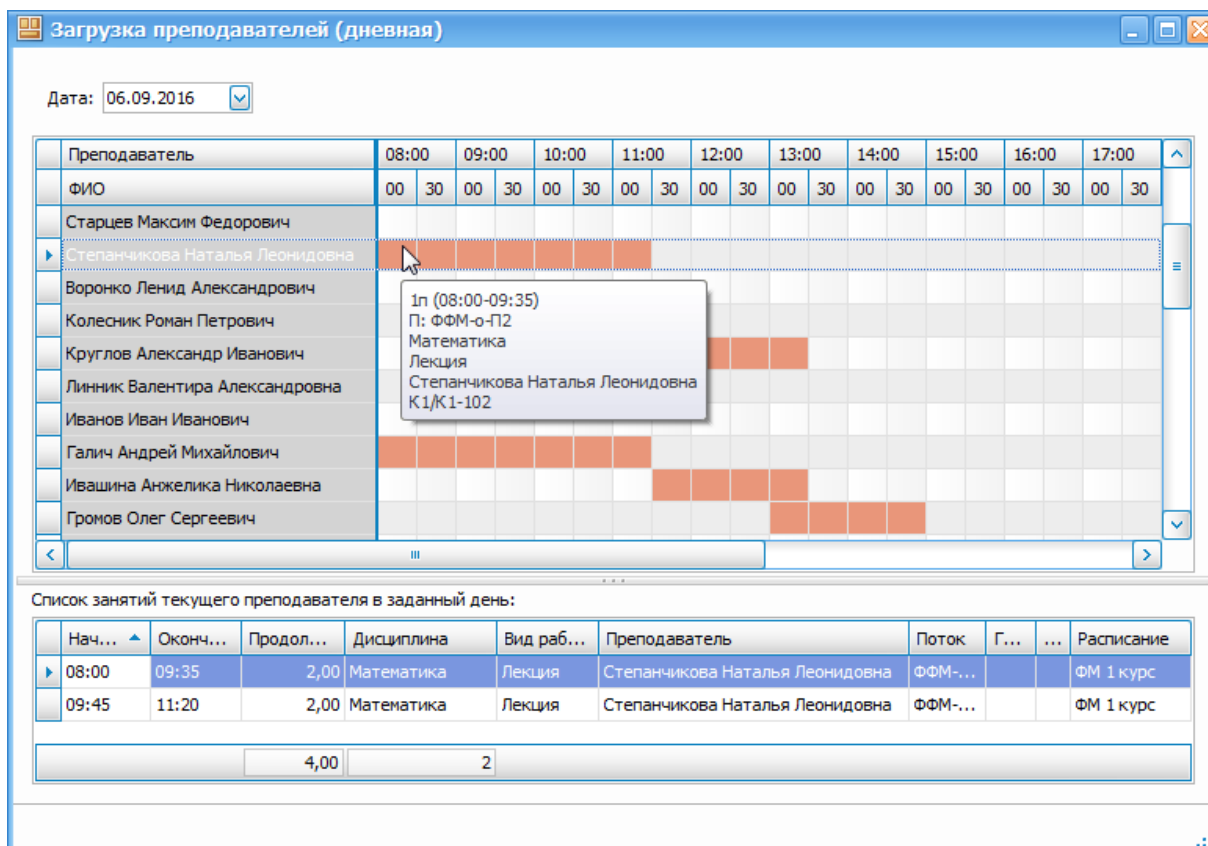 Загрузка преподавателей (дневная)
Дата: 06.09.2016
Преподаватель 08:00 09:00 10:00 11:00 12:00 13:00 14:00 15:00 16:00 17:00
ФИО 00 30 00 30 00 30 00 30 00 30 00 30 00 30 00 30 00 30 00 30
Старцев Максим Федорович
Степанчикова Наталья Леонидовна
Воронко Ленид Александрович
Колесник Роман Петрович
Круглов Александр Иванович
Линник Валентира Александровна
Иванов Иван Иванович
Галич Андрей Михайлович
Ивашина Анжелика Николаевна
Громов Олег Сергеевич
1п (08:00-09:35)
П: ФФМ-о-П2
Математика
Лекция
Степанчикова Наталья Леонидовна
К1/К1-102
Список занятий текущего преподавателя в заданный день:
Нач... Оконч... Продол... Дисциплина Вид раб... Преподаватель Поток Г... ... Расписание
08:00 09:35 2,00 Математика Лекция Степанчикова Наталья Леонидовна ФФМ-... ФМ 1 курс
09:45 11:20 2,00 Математика Лекция Степанчикова Наталья Леонидовна ФФМ-... ФМ 1 курс
4,00 2